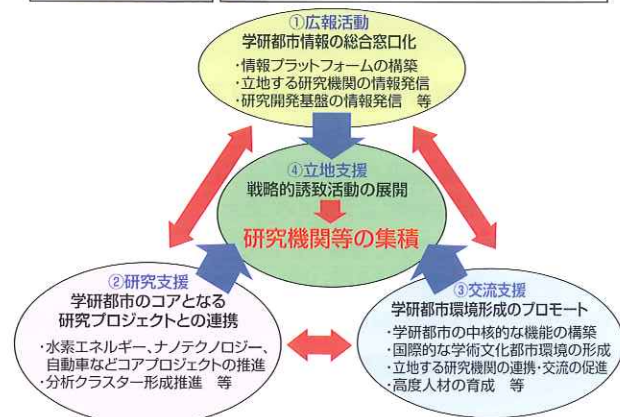 ①広報活動
学研都市情報の総合窓口化
・情報プラットフォームの構築
・立地する研究機関の情報発信
・研究開発基盤の情報発信　等
④立地支援
戦略的誘致活動の展開
研究機関等の集積
②研究支援
学研都市のコアとなる
研究プロジェクトとの連携
・水素エネルギー、ナノテクノロジー、
自動車などコアプロジェクトの推進
・分析クラスター形成推進　等
③交流支援
学研都市環境形成のプロモート
・学研都市の中核的な機能の構築
・国際的な学術文化都市環境の形成
・立地する研究機関の連携・交流の促進
・高度人材の育成　等